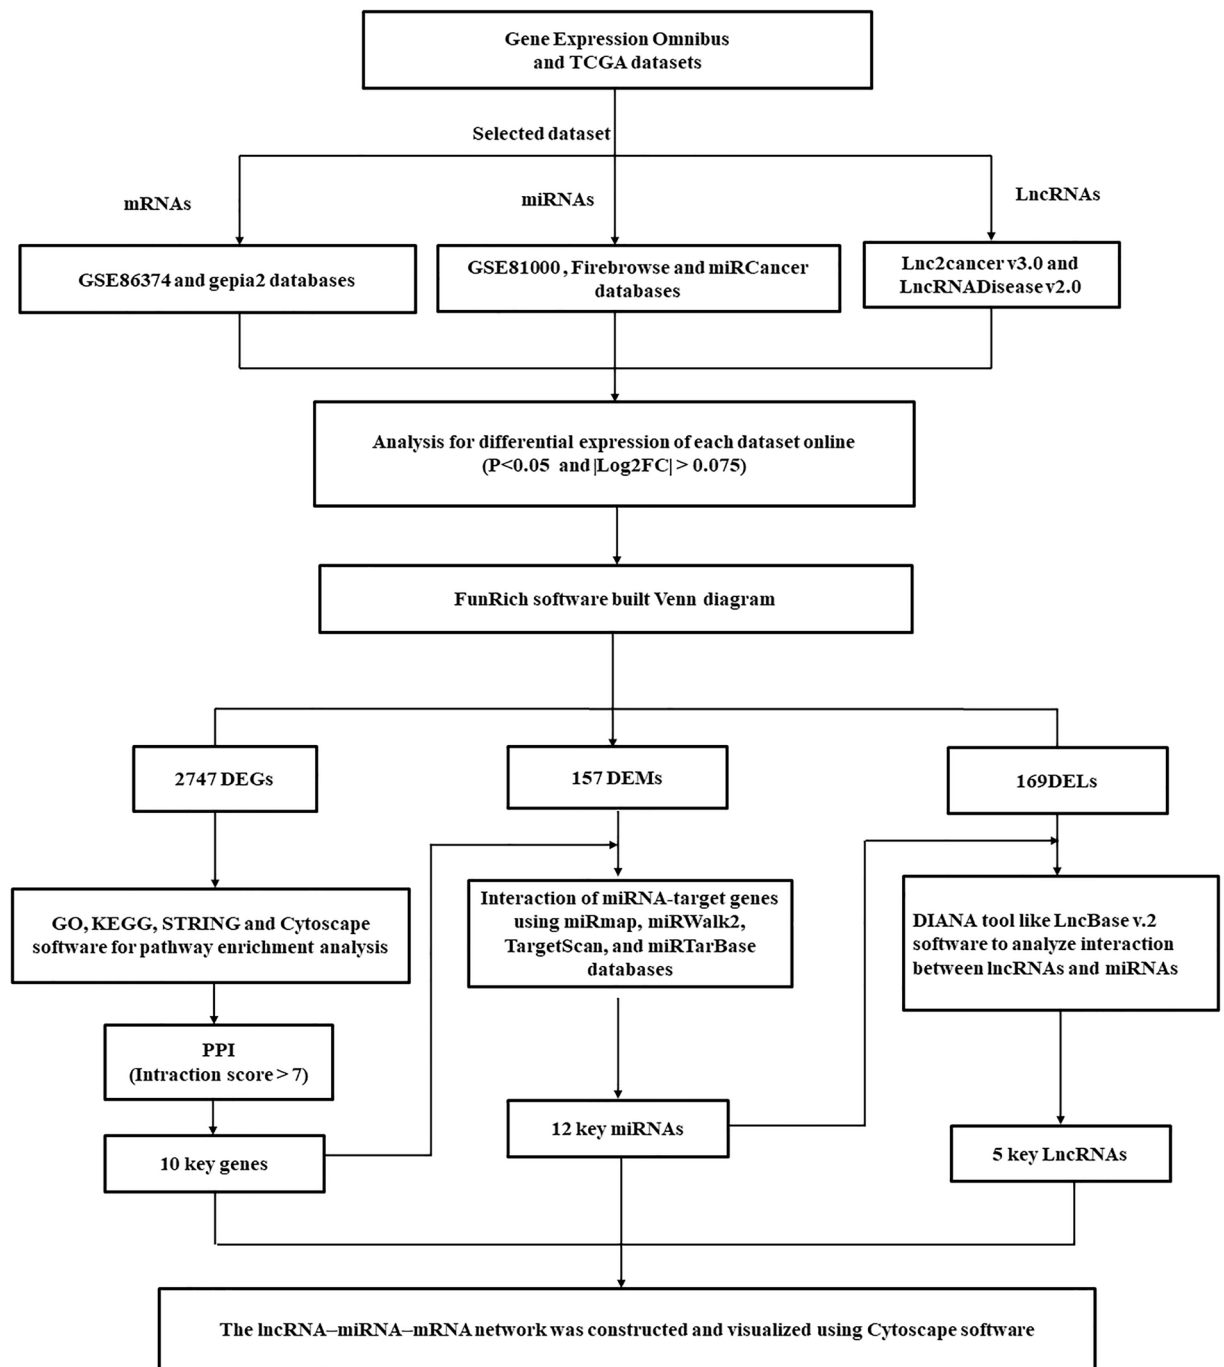 Gene Expression Omnibus
and TCGA datasets
Selected dataset
mRNAs
miRNAs
LncRNAs
GSE86374 and gepia2 databases
GSE81000 , Firebrowse and miRCancer
databases
Lnc2cancer v3.0 and
LncRNADisease v2.0
Analysis for differential expression of each dataset online
(P<0.05 and |Log2FC| > 0.075)
FunRich software built Venn diagram
2747 DEGs
157 DEMs
169DELs
GO, KEGG, STRING and Cytoscape
software for pathway enrichment analysis
Interaction of miRNA-target genes
using miRmap, miRWalk2,
TargetScan, and miRTarBase
databases
DIANA tool like LncBase v.2
software to analyze interaction
between lncRNAs and miRNAs
PPI
(Intraction score > 7)
10 key genes
12 key miRNAs
5 key LncRNAs
The lncRNA–miRNA–mRNA network was constructed and visualized using Cytoscape software